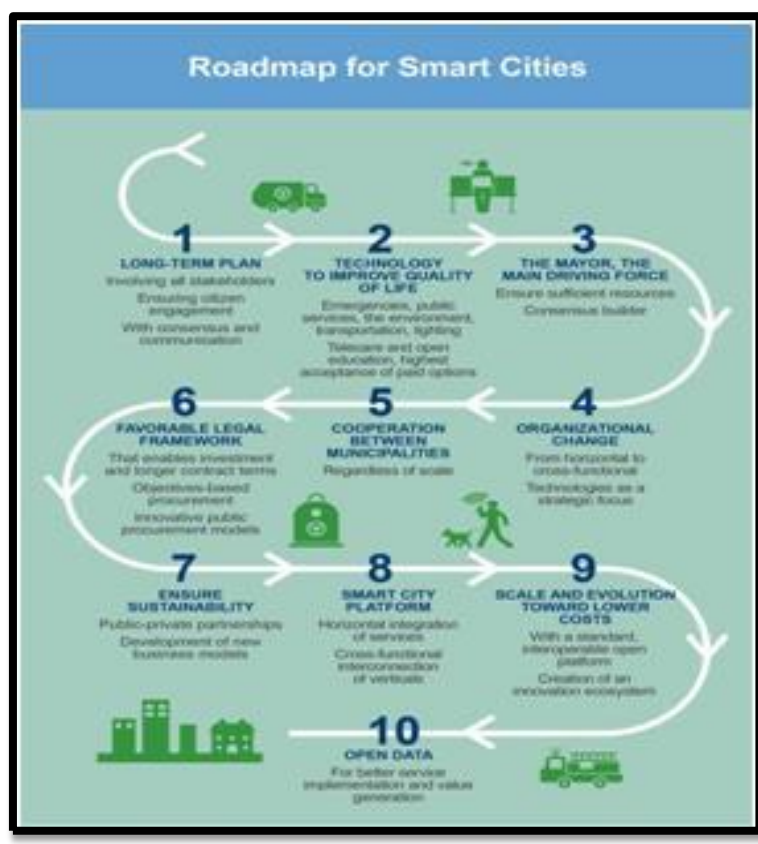 Roadmap for Smart Cities
1
LONG-TERM PLAN
Involving all stakeholders
Ensuring citizen
engagement
With consensus and
communication
2
TECHNOLOGY
TO IMPROVE QUALITY
OF LIFE
Emergencies, public
services, the environment,
transportation, lighting
Telecare and open
education, highest
acceptance of paid options
3
THE MAYOR, THE
MAIN DRIVING FORCE
Ensure sufficient resources
Consensus builder
4
ORGANIZATIONAL
CHANGE
From horizontal to
cross-functional
Technologies as a
strategic focus
5
COOPERATION
BETWEEN
MUNICIPALITIES
Regardless of scale
6
FAVORABLE LEGAL
FRAMEWORK
That enables investment
and longer contract terms
Objectives-based
procurement
Innovative public
procurement models
7
ENSURE
SUSTAINABILITY
Public-private partnerships
Development of new
business models
8
SMART CITY
PLATFORM
Horizontal integration
of services
Cross-functional
interconnection
of verticals
9
SCALE AND EVOLUTION
TOWARD LOWER
COSTS
With a standard,
interoperable open
platform
Creation of an
innovation ecosystem
10
OPEN DATA
For better service
implementation and value
generation